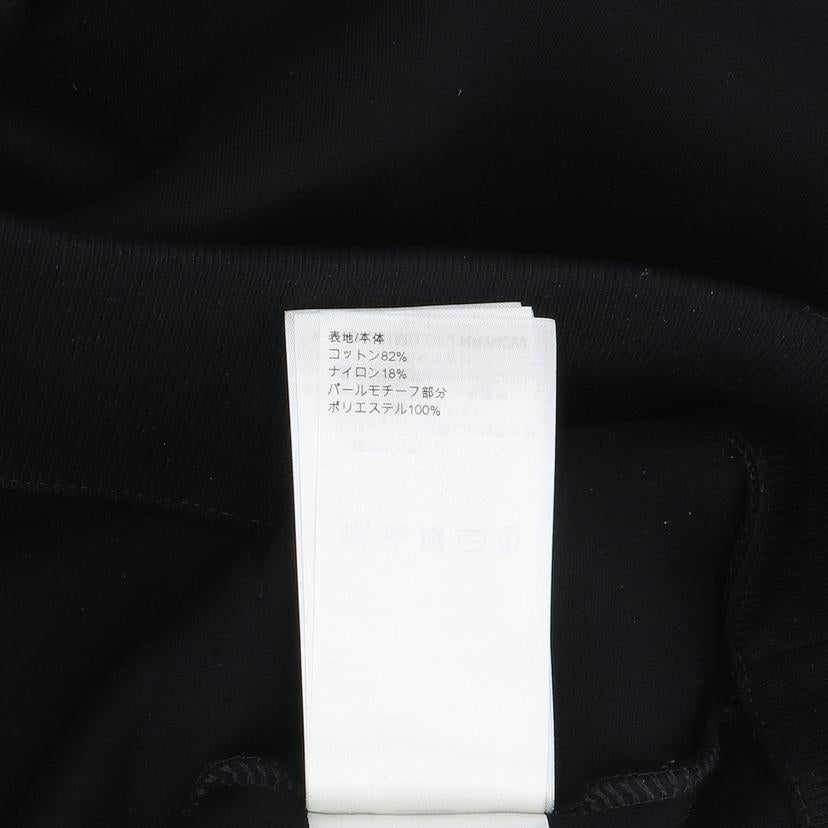 表地/本体
コットン82%
ナイロン18%
パールモチーフ部分
ポリエステル100%